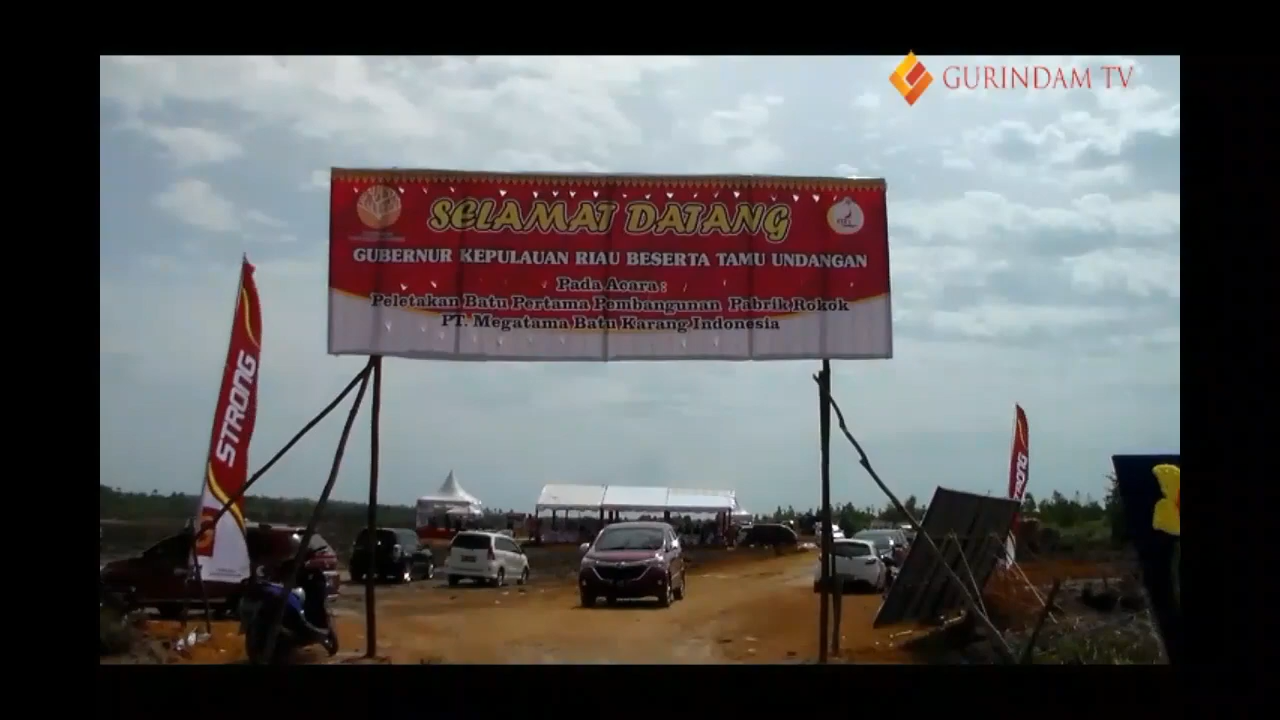 GURINDAM TV
SELAMAT DATANG
GUBERNUR KEPULAUAN RIAU BESERTA TAMU UNDANGAN
Pada Acara :
Peletakan Batu Pertama Pembangunan Pabrik Rokok
PT. Megatama Batu Karang Indonesia
STRONG
STRONG